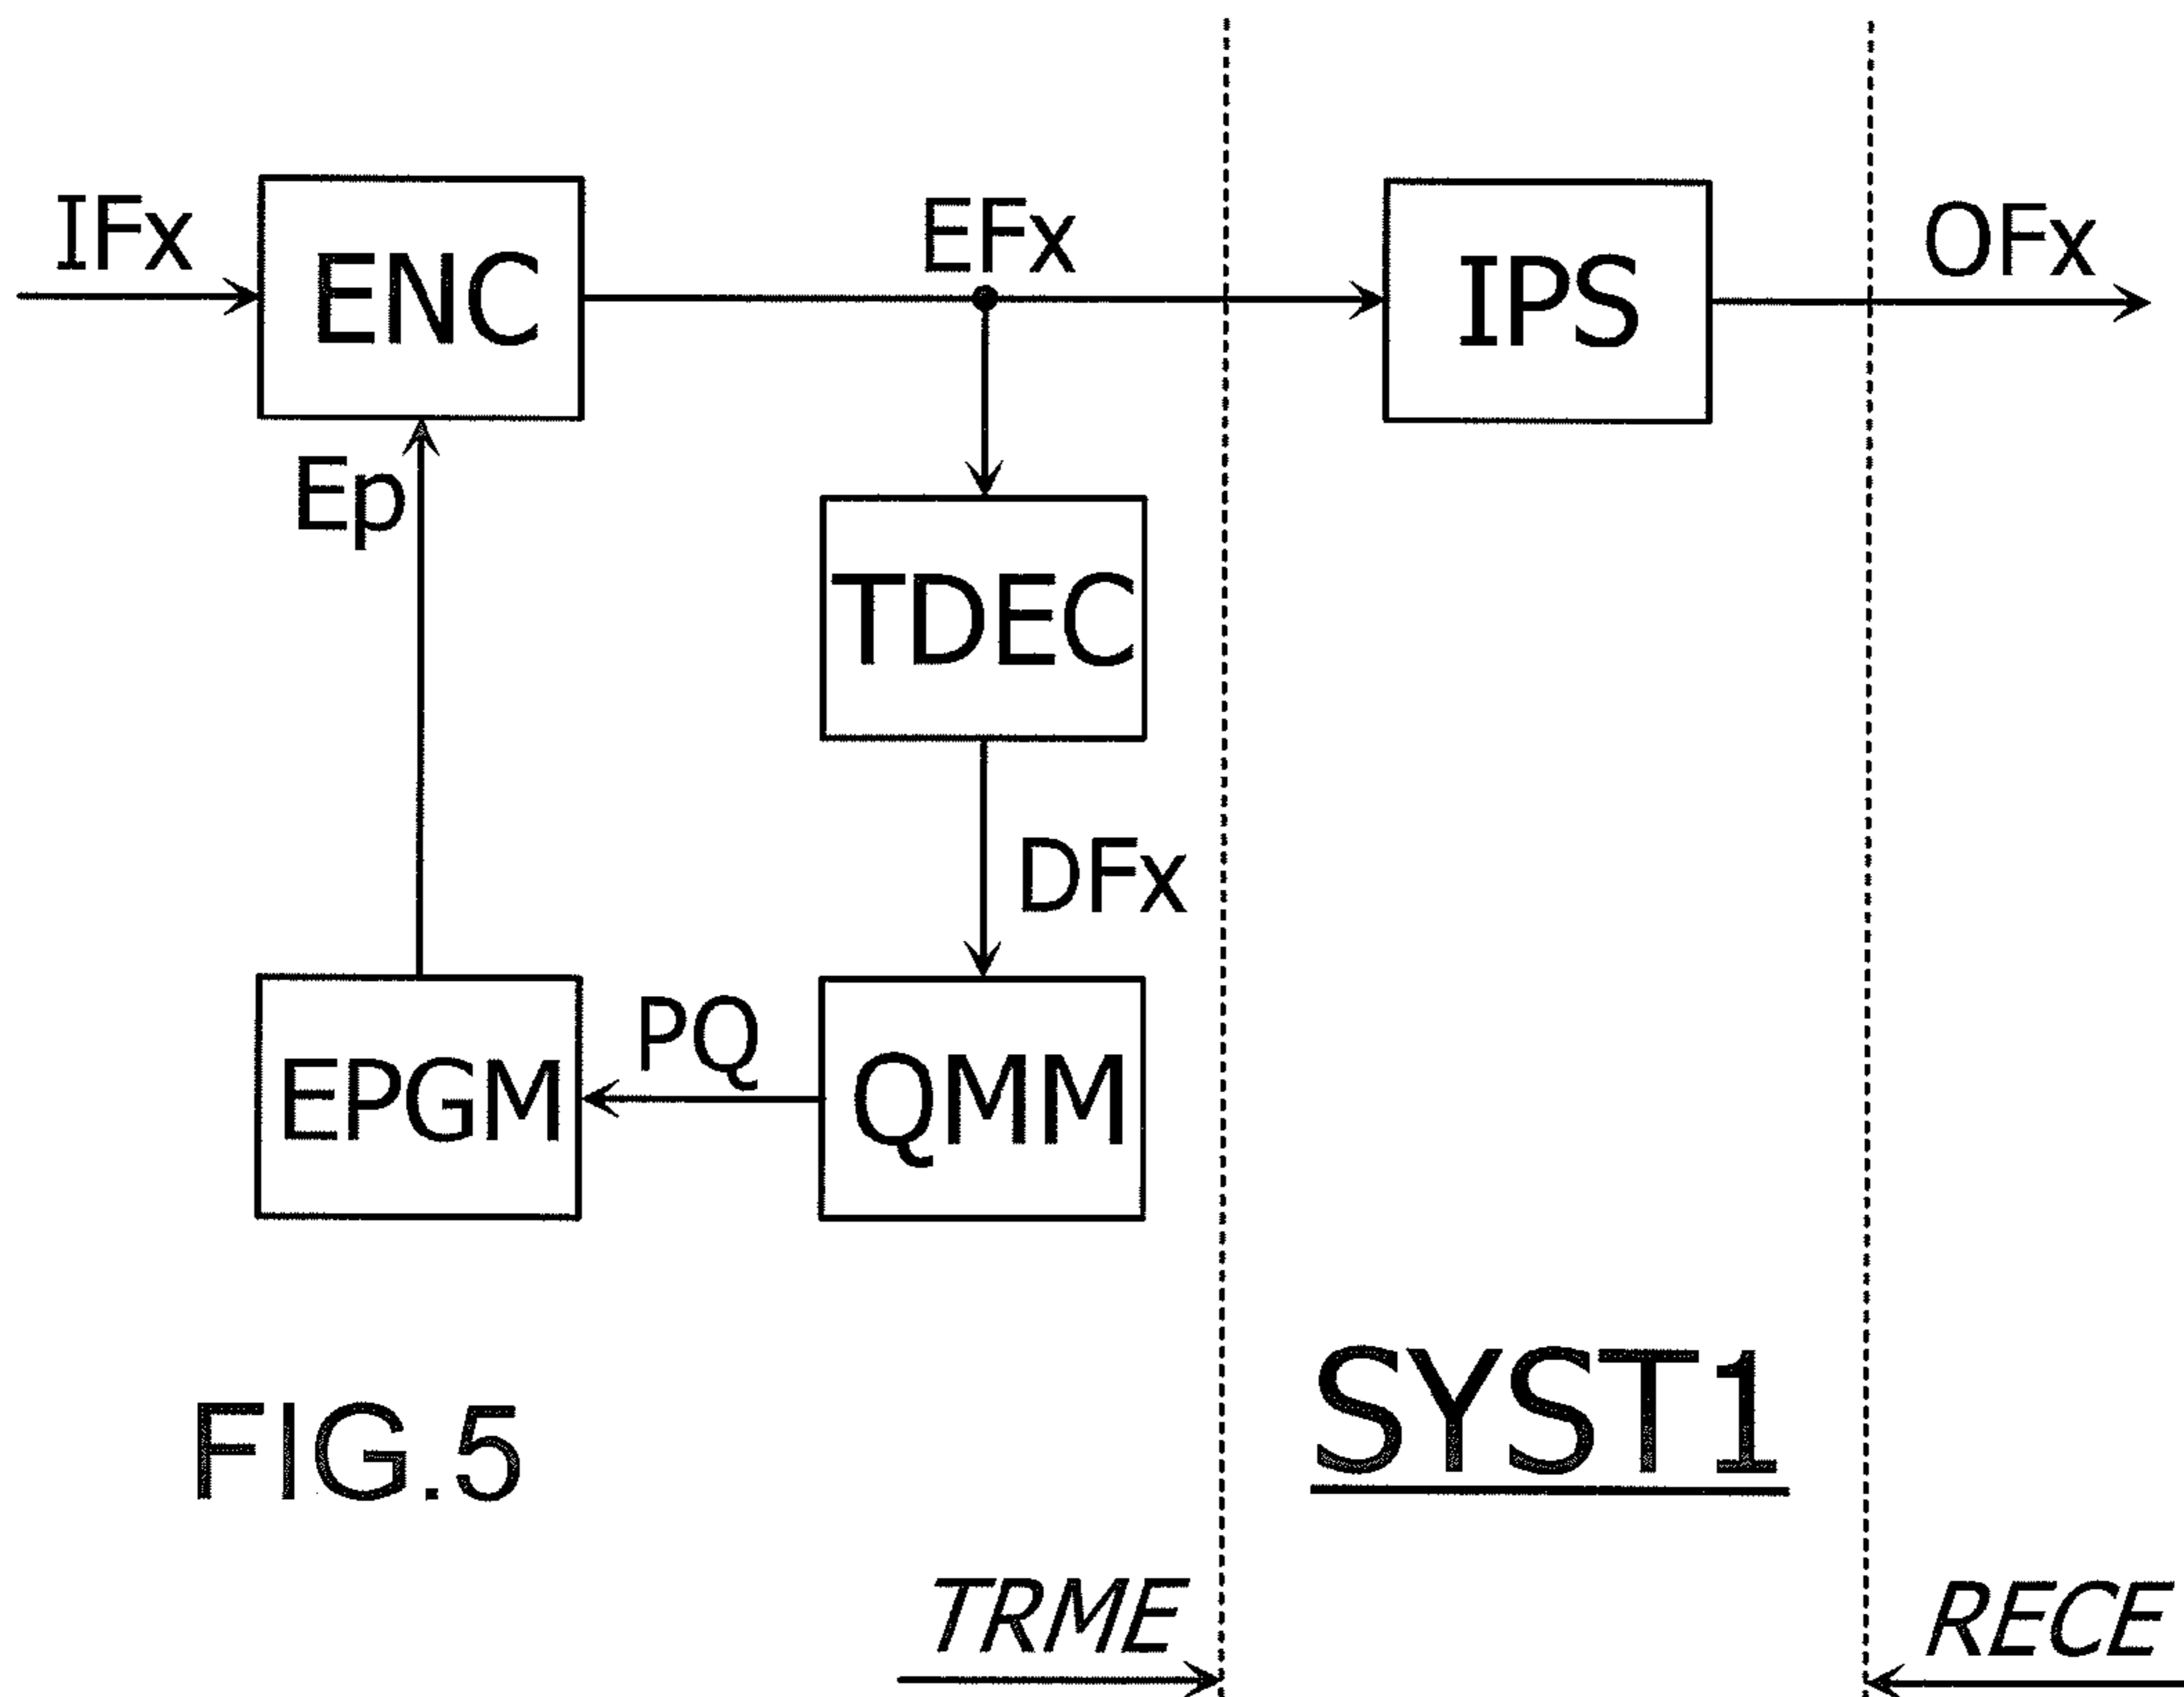 IFx
ENC
EFx
IPS
OFx
Ep
TDEC
DFx
EPGM
PQ
QMM
FIG.5
SYST1
TRME
RECE